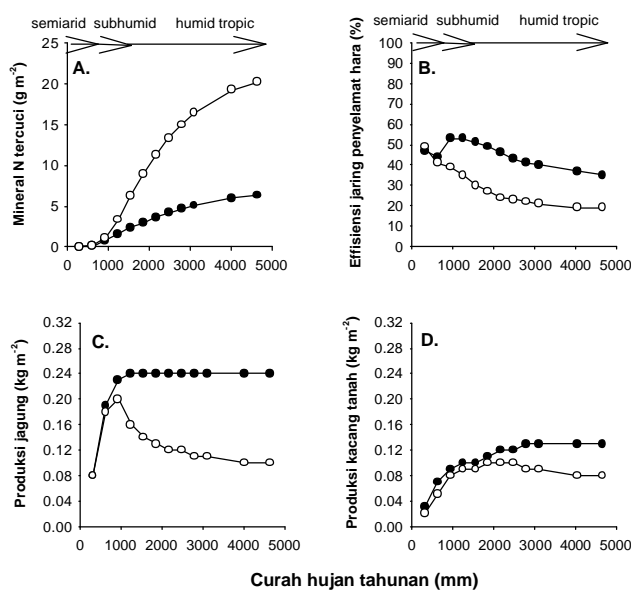 semiarid subhumid humid tropic
semiarid subhumid humid tropic
Mineral N tercuci (g m-2)
25
20
15
10
5
0
A.
0 1000 2000 3000 4000 5000
Effisiensi jaring penyelamat hara (%)
100
90
80
70
60
50
40
30
20
10
0
B.
0 1000 2000 3000 4000 5000
Produksi jagung (kg m-2)
0.32
0.28
0.24
0.20
0.16
0.12
0.08
0.04
0.00
C.
0 1000 2000 3000 4000 5000
Produksi kacang tanah (kg m-2)
0.32
0.28
0.24
0.20
0.16
0.12
0.08
0.04
0.00
D.
0 1000 2000 3000 4000 5000
Curah hujan tahunan (mm)